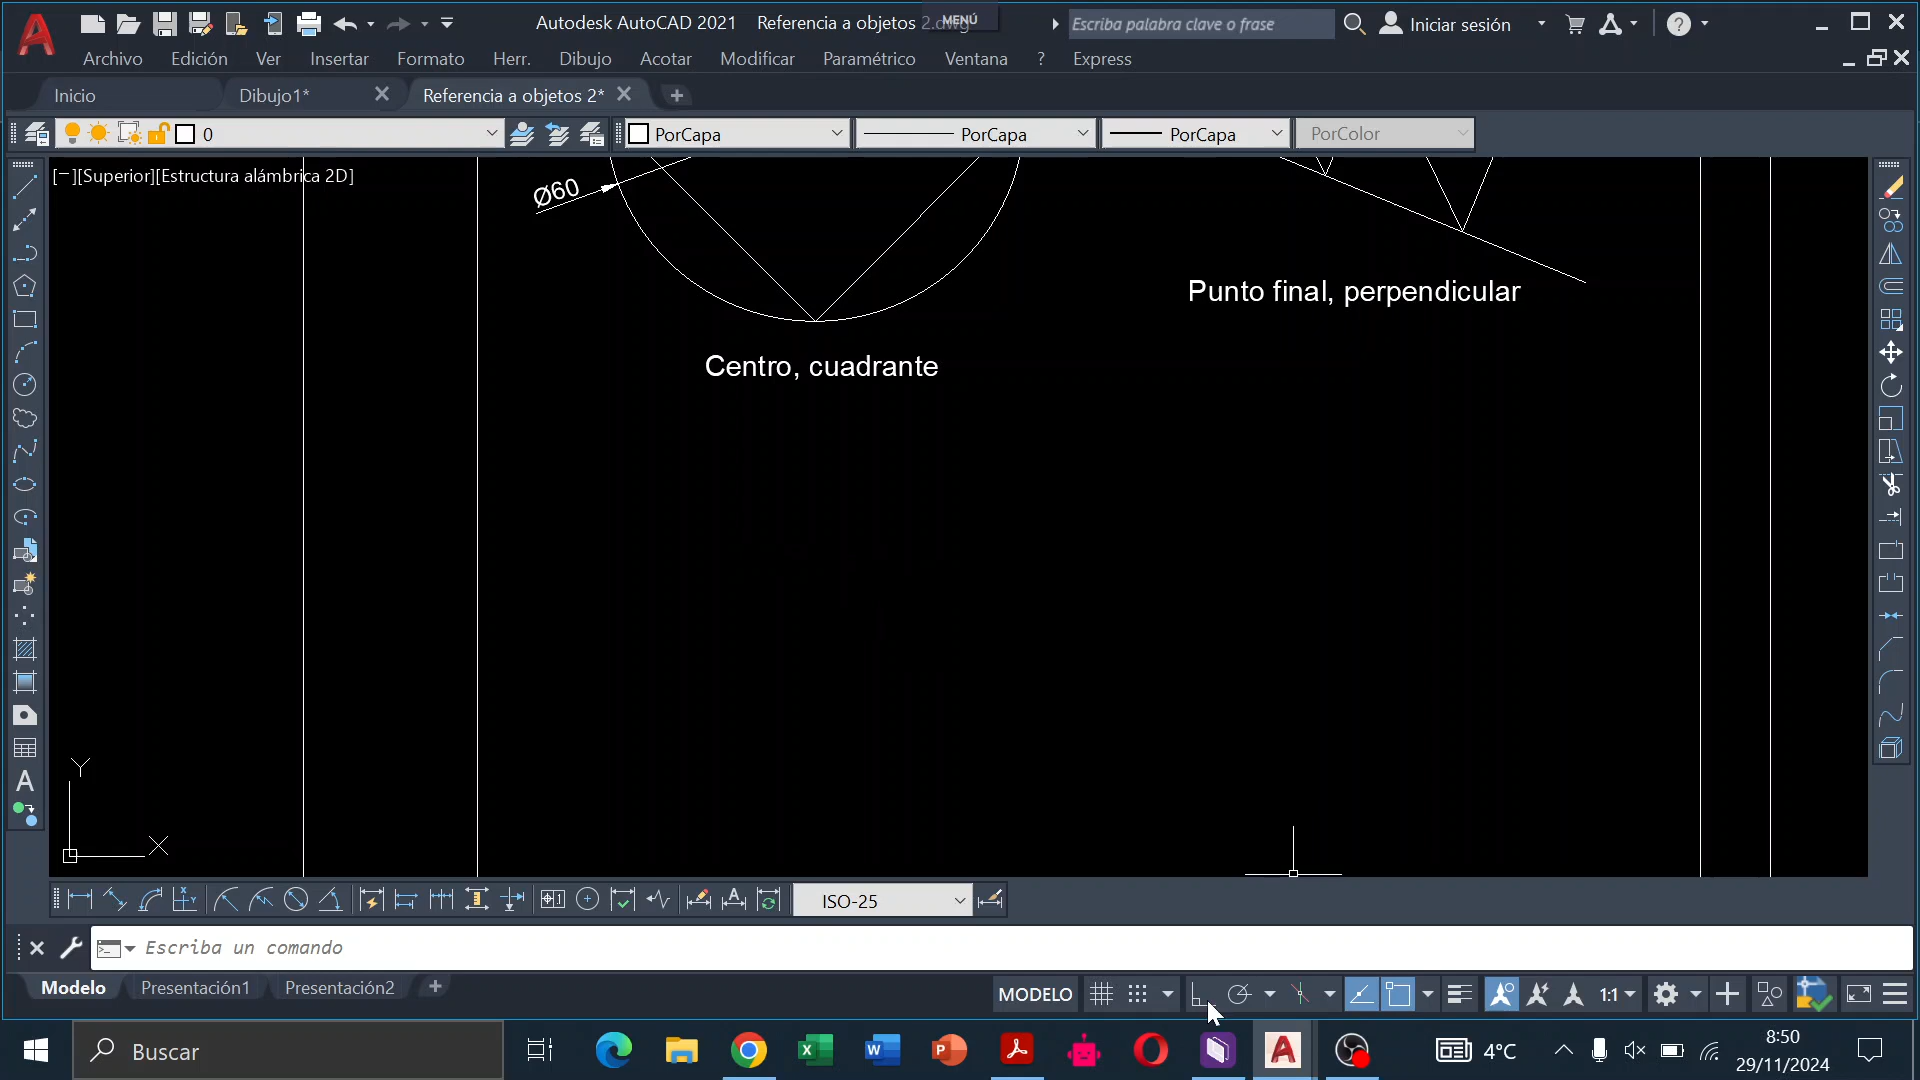 Autodesk AutoCAD 2021 Referencia a objetos 2.dwg
MENÚ
Escriba palabra clave o frase
Iniciar sesión
Archivo Edición Ver Insertar Formato Herr. Dibujo Acotar Modificar Paramétrico Ventana ? Express
Inicio Dibujo1* Referencia a objetos 2*
0 PorCapa PorCapa PorCapa PorColor
[−][Superior][Estructura alámbrica 2D]
Ø60
Punto final, perpendicular
Centro, cuadrante
Y
X
ISO-25
Escriba un comando
Modelo Presentación1 Presentación2 MODELO 1:1
Buscar 4°C 8:50
29/11/2024